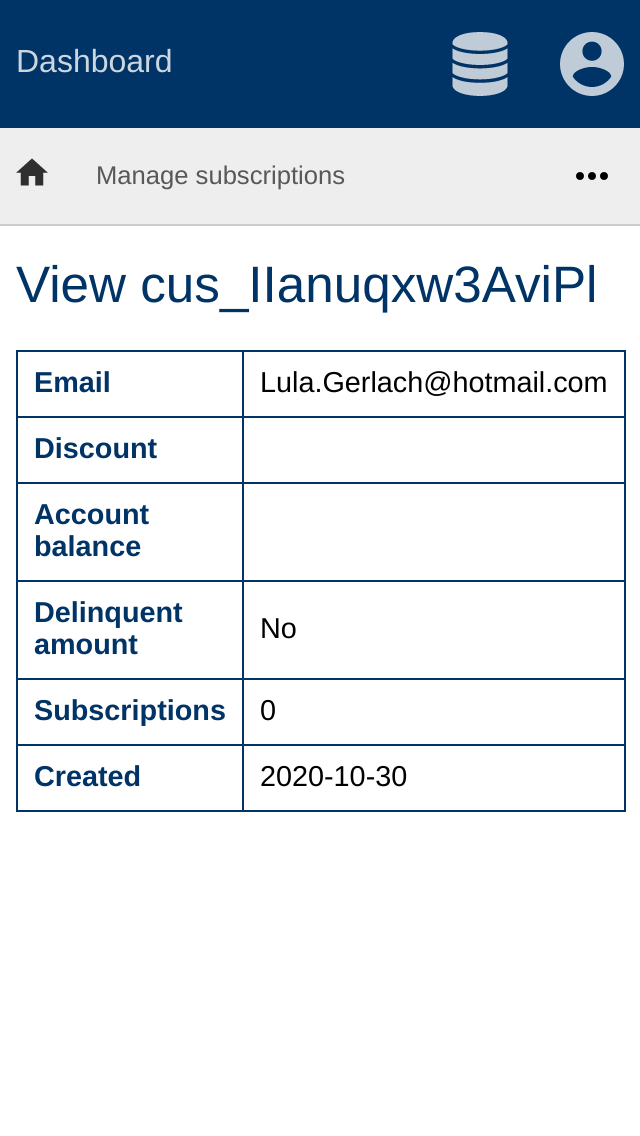 Dashboard
Manage subscriptions
View cus_IIanuqxw3AviPl
Email Lula.Gerlach@hotmail.com
Discount
Account
balance
Delinquent
amount
No
Subscriptions 0
Created 2020-10-30